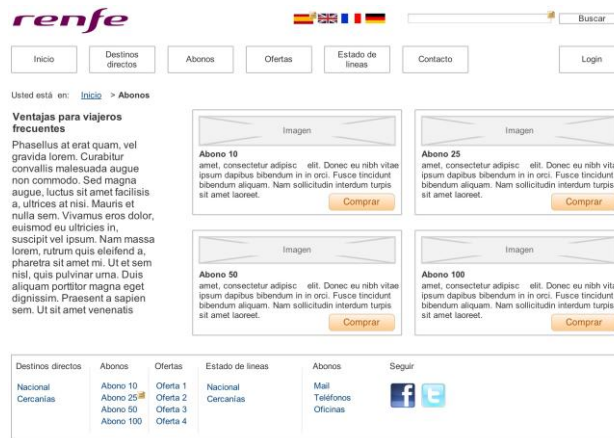 renfe
Buscar
Inicio
Destinos
directos
Abonos
Ofertas
Estado de
lineas
Contacto
Login
Usted está en: Inicio > Abonos
Ventajas para viajeros
frecuentes
Phasellus at erat quam, vel
gravida lorem. Curabitur
convallis malesuada augue
non commodo. Sed magna
augue, luctus sit amet facilisis
a, ultrices at nisi. Mauris et
nulla sem. Vivamus eros dolor,
euismod eu ultricies in,
suscipit vel ipsum. Nam massa
lorem, rutrum quis eleifend a,
pharetra sit amet mi. Ut et sem
nisl, quis pulvinar urna. Duis
aliquam porttitor magna eget
dignissim. Praesent a sapien
sem. Ut sit amet venenatis
Imagen
Abono 10
amet, consectetur adipisc elit. Donec eu nibh vitae
ipsum dapibus bibendum in in orci. Fusce tincidunt
bibendum aliquam. Nam sollicitudin interdum turpis
sit amet laoreet.
Comprar
Imagen
Abono 25
amet, consectetur adipisc elit. Donec eu nibh vita
ipsum dapibus bibendum in in orci. Fusce tincidunt
bibendum aliquam. Nam sollicitudin interdum turpis
sit amet laoreet.
Comprar
Imagen
Abono 50
amet, consectetur adipisc elit. Donec eu nibh vitae
ipsum dapibus bibendum in in orci. Fusce tincidunt
bibendum aliquam. Nam sollicitudin interdum turpis
sit amet laoreet.
Comprar
Imagen
Abono 100
amet, consectetur adipisc elit. Donec eu nibh vita
ipsum dapibus bibendum in in orci. Fusce tincidunt
bibendum aliquam. Nam sollicitudin interdum turpis
sit amet laoreet.
Comprar
Destinos directos
Nacional
Cercanías
Abonos
Abono 10
Abono 25
Abono 50
Abono 100
Ofertas
Oferta 1
Oferta 2
Oferta 3
Oferta 4
Estado de lineas
Nacional
Cercanías
Abonos
Mail
Teléfonos
Oficinas
Seguir
f
t